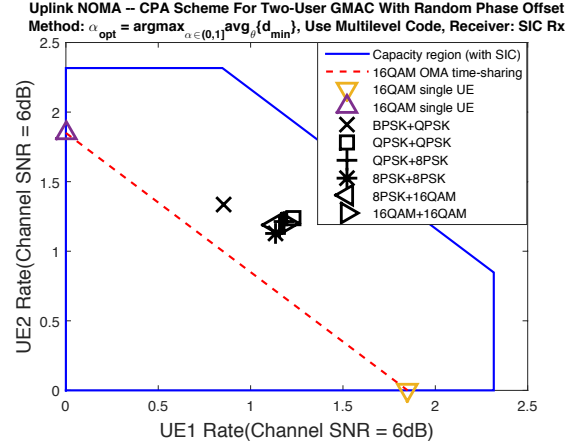 Uplink NOMA -- CPA Scheme For Two-User GMAC With Random Phase Offset
Method: α_opt = argmax_α∈(0,1] avg_θ{d_min}, Use Multilevel Code, Receiver: SIC Rx
2.5
2
1.5
1
0.5
0
UE2 Rate(Channel SNR = 6dB)
Capacity region (with SIC)
16QAM OMA time-sharing
16QAM single UE
16QAM single UE
BPSK+QPSK
QPSK+QPSK
QPSK+8PSK
8PSK+8PSK
8PSK+16QAM
16QAM+16QAM
0
0.5
1
1.5
2
2.5
UE1 Rate(Channel SNR = 6dB)